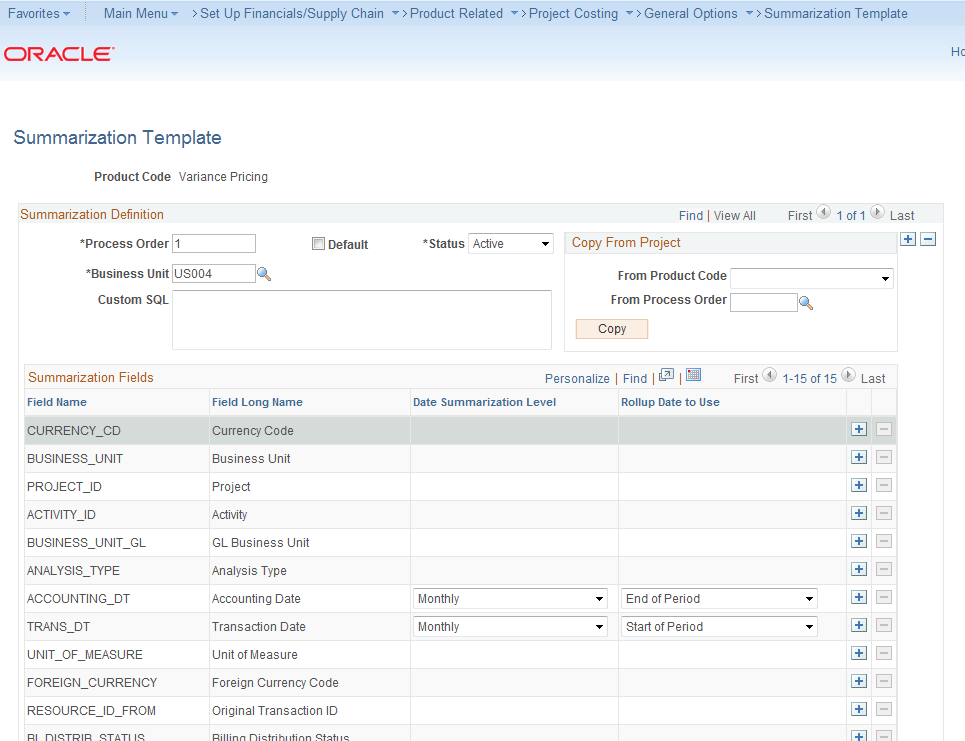 Favorites Main Menu > Set Up Financials/Supply Chain > Product Related > Project Costing > General Options > Summarization Template
ORACLE
Ho
Summarization Template
Product Code Variance Pricing
Summarization Definition Find | View All First 1 of 1 Last
*Process Order 1 Default *Status Active Copy From Project
*Business Unit US004 From Product Code
Custom SQL From Process Order
Copy
Summarization Fields Personalize | Find | | First 1-15 of 15 Last
Field Name Field Long Name Date Summarization Level Rollup Date to Use
CURRENCY_CD Currency Code
BUSINESS_UNIT Business Unit
PROJECT_ID Project
ACTIVITY_ID Activity
BUSINESS_UNIT_GL GL Business Unit
ANALYSIS_TYPE Analysis Type
ACCOUNTING_DT Accounting Date Monthly End of Period
TRANS_DT Transaction Date Monthly Start of Period
UNIT_OF_MEASURE Unit of Measure
FOREIGN_CURRENCY Foreign Currency Code
RESOURCE_ID_FROM Original Transaction ID
BI_DISTRIB_STATUS Billing Distribution Status